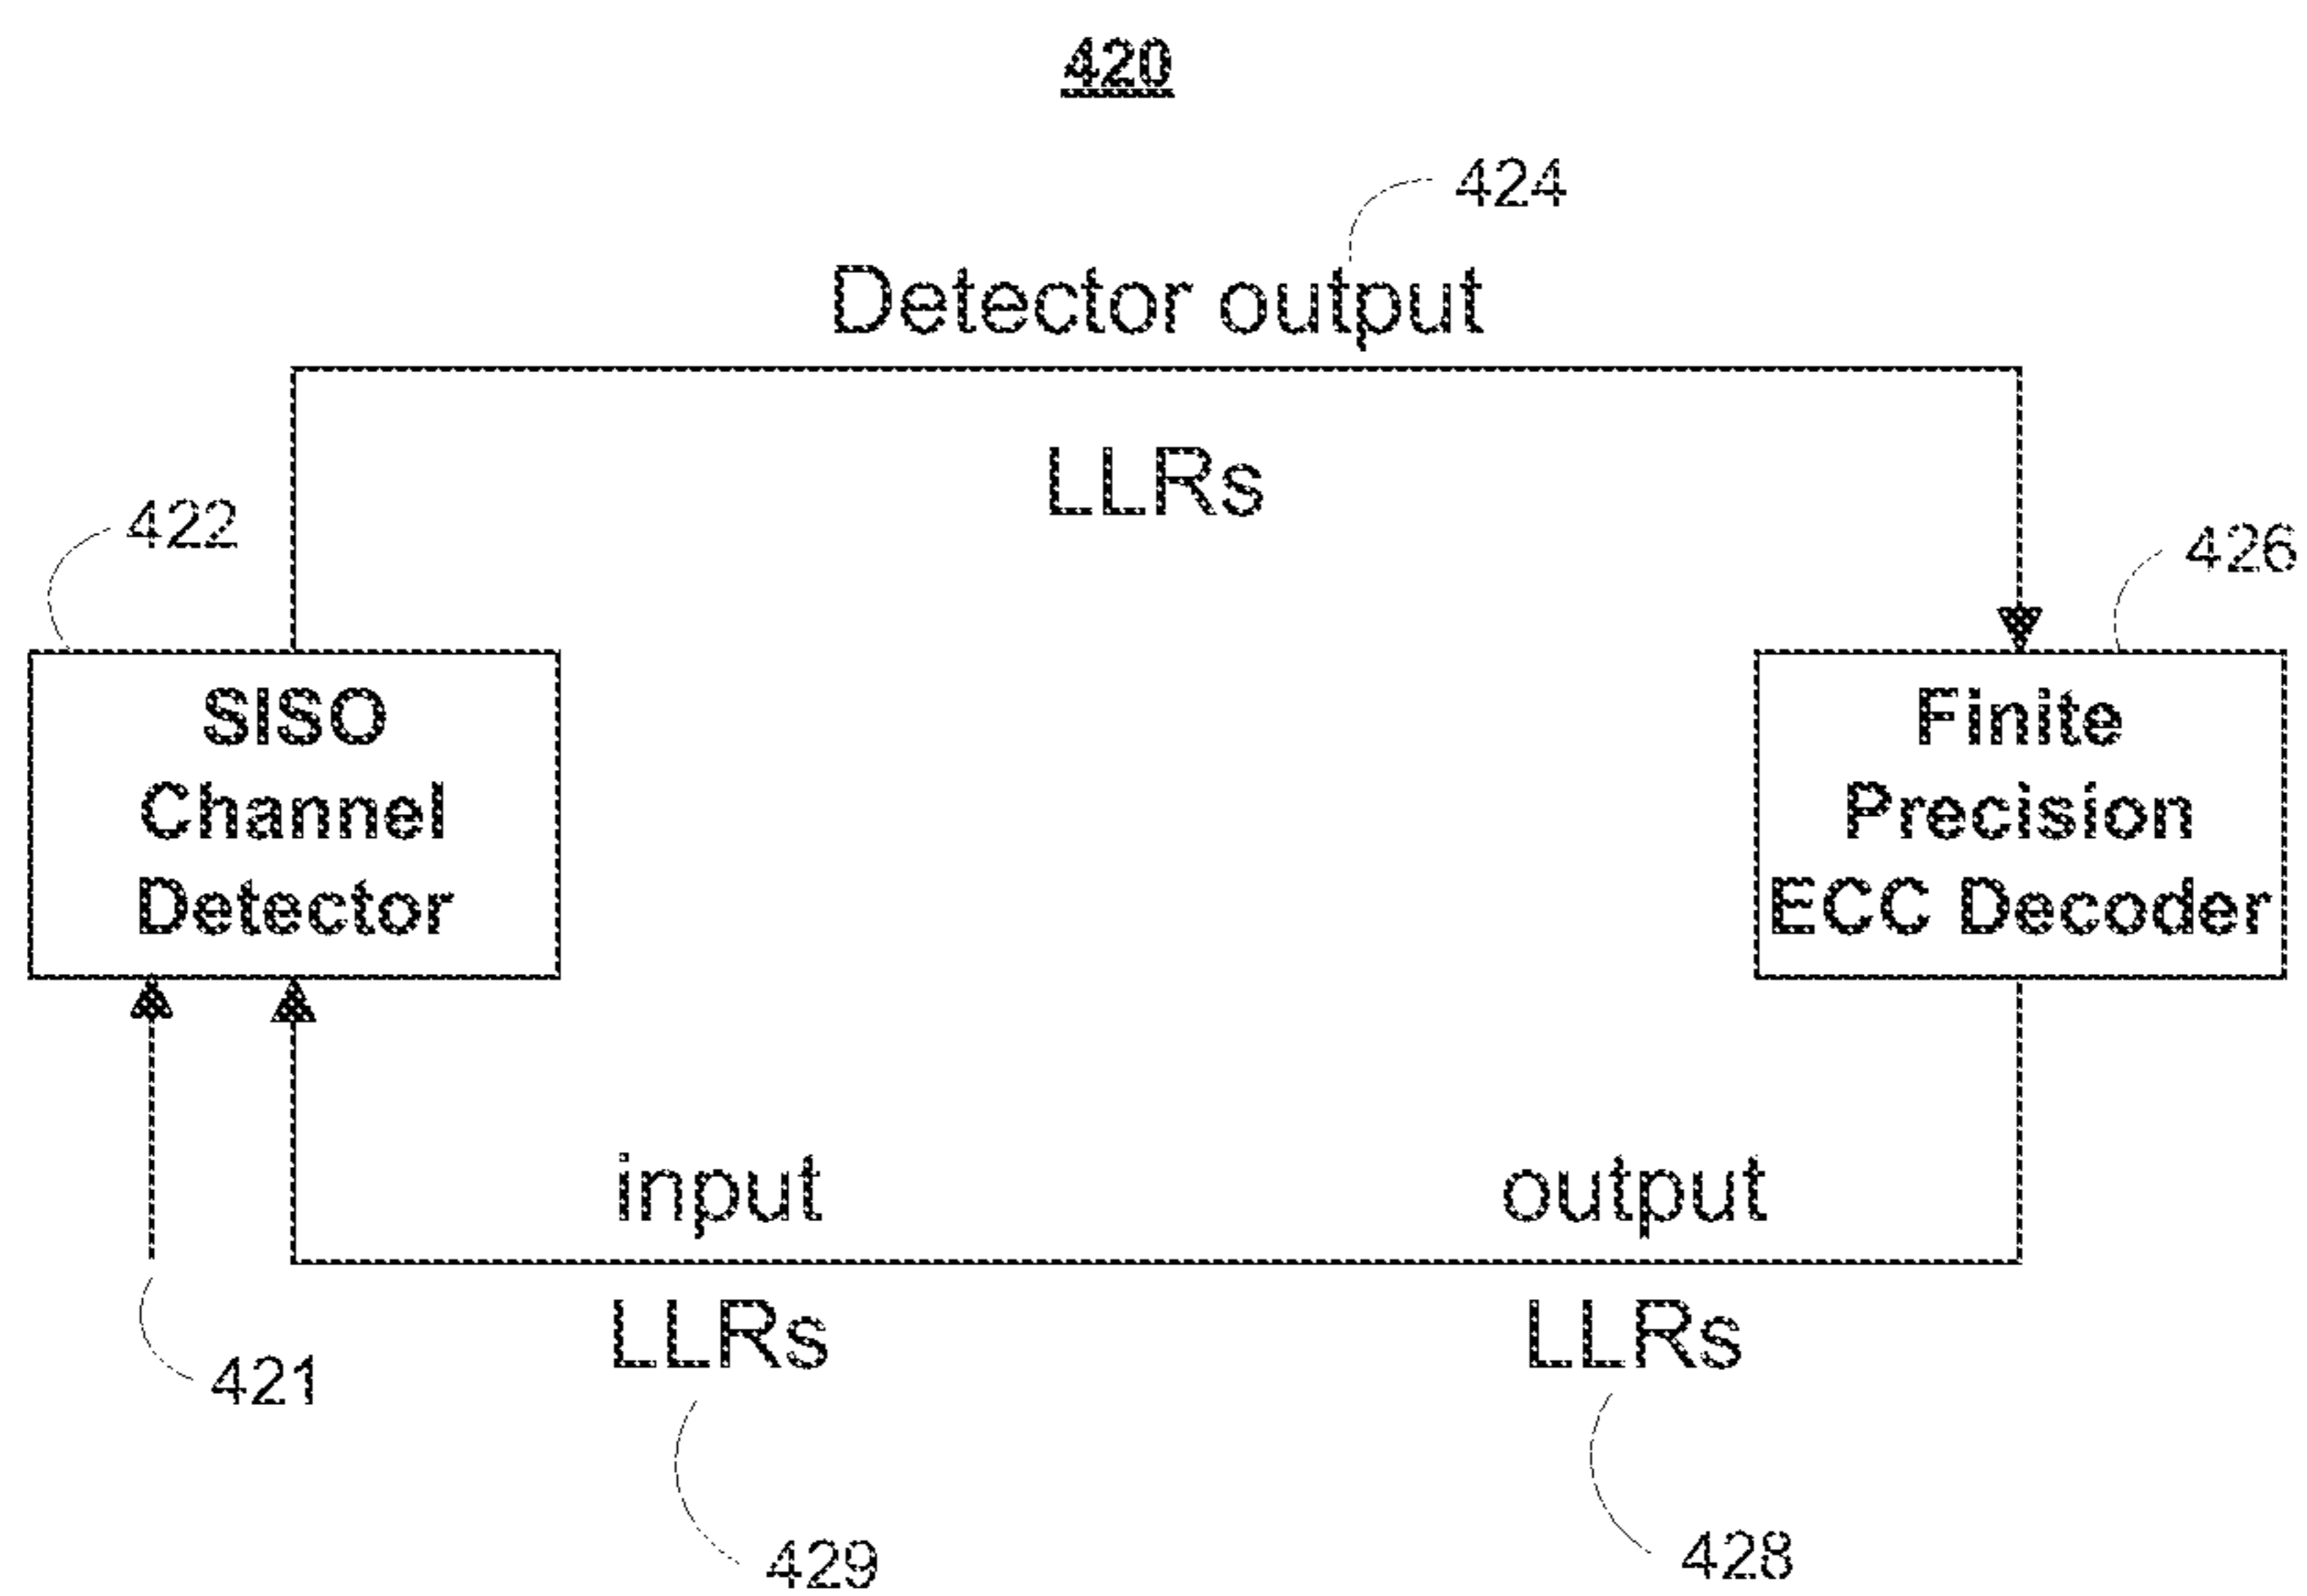 420
424
Detector output
LLRs
422
426
SISO
Channel
Detector
Finite
Precision
ECC Decoder
input
output
LLRs
LLRs
421
429
428